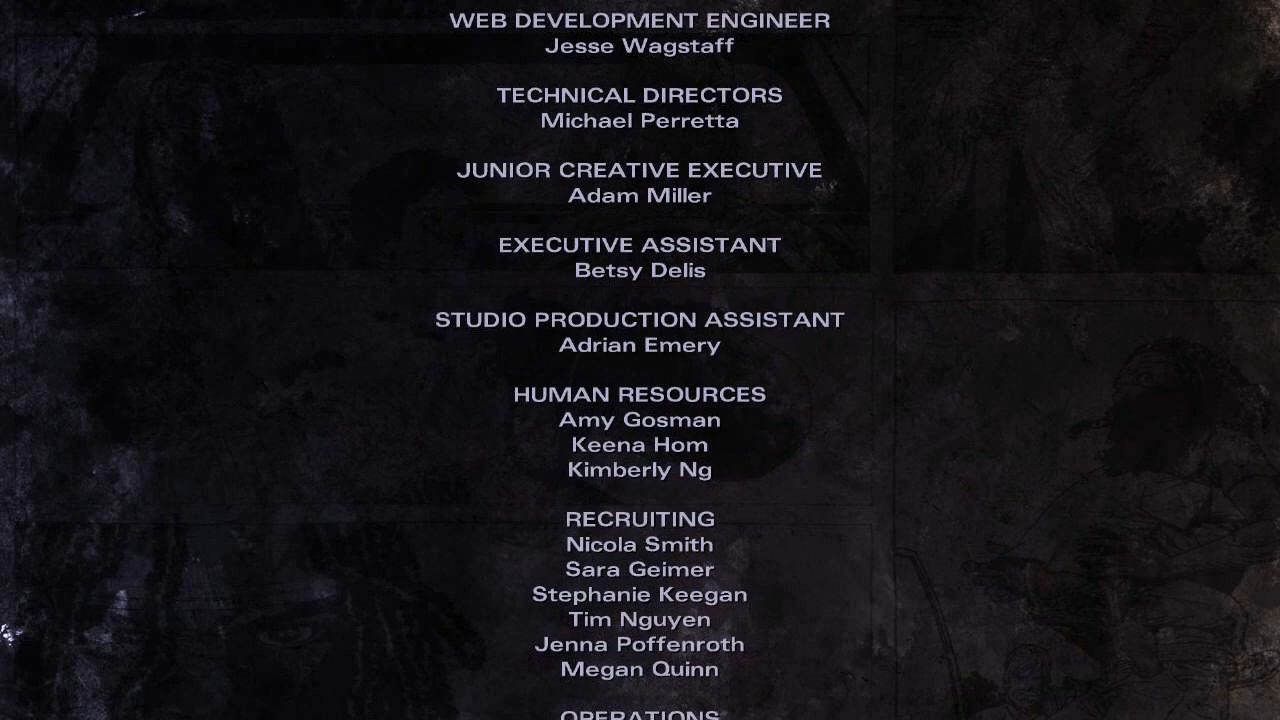 WEB DEVELOPMENT ENGINEER
Jesse Wagstaff
TECHNICAL DIRECTORS
Michael Perretta
JUNIOR CREATIVE EXECUTIVE
Adam Miller
EXECUTIVE ASSISTANT
Betsy Delis
STUDIO PRODUCTION ASSISTANT
Adrian Emery
HUMAN RESOURCES
Amy Gosman
Keena Hom
Kimberly Ng
RECRUITING
Nicola Smith
Sara Geimer
Stephanie Keegan
Tim Nguyen
Jenna Poffenroth
Megan Quinn
OPERATIONS